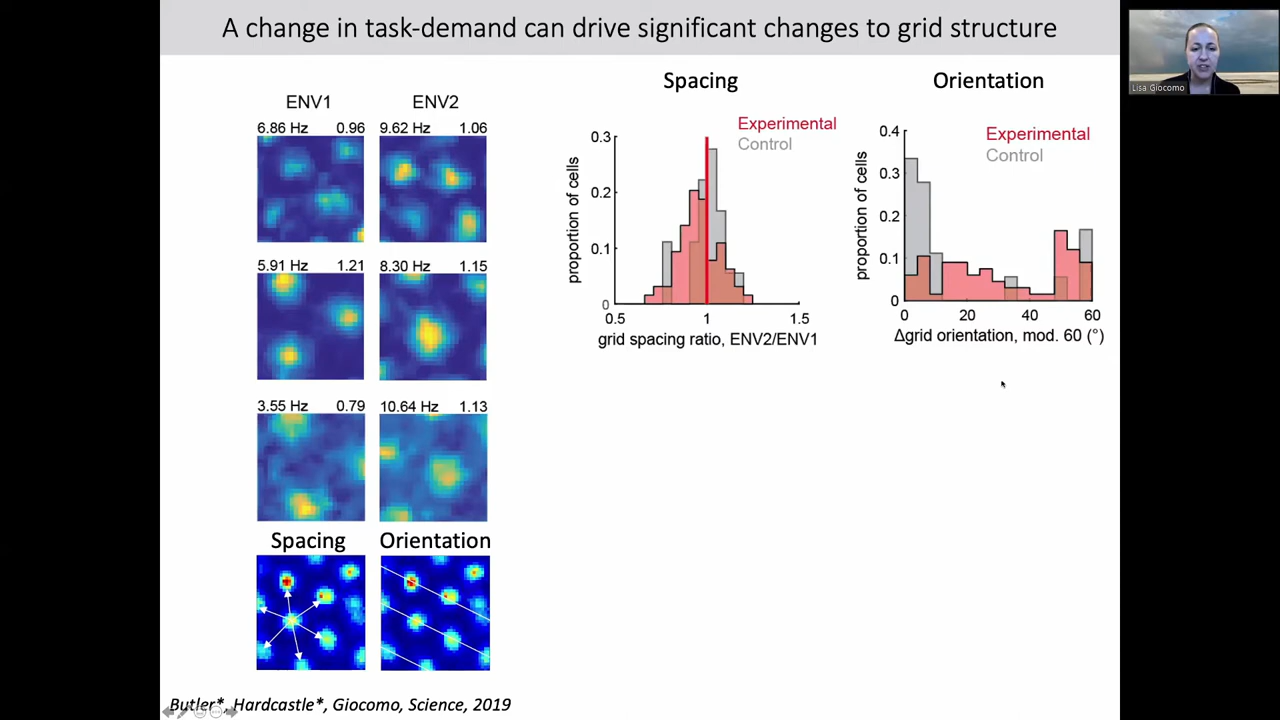 A change in task-demand can drive significant changes to grid structure
Lisa Giocomo
ENV1 ENV2
6.86 Hz 0.96 9.62 Hz 1.06
5.91 Hz 1.21 8.30 Hz 1.15
3.55 Hz 0.79 10.64 Hz 1.13
Spacing Orientation
Spacing
Experimental
Control
proportion of cells
0.3
0.2
0.1
0
0.5 1 1.5
grid spacing ratio, ENV2/ENV1
Orientation
Experimental
Control
proportion of cells
0.4
0.3
0.2
0.1
0
0 20 40 60
Δgrid orientation, mod. 60 (°)
Butler*, Hardcastle*, Giocomo, Science, 2019